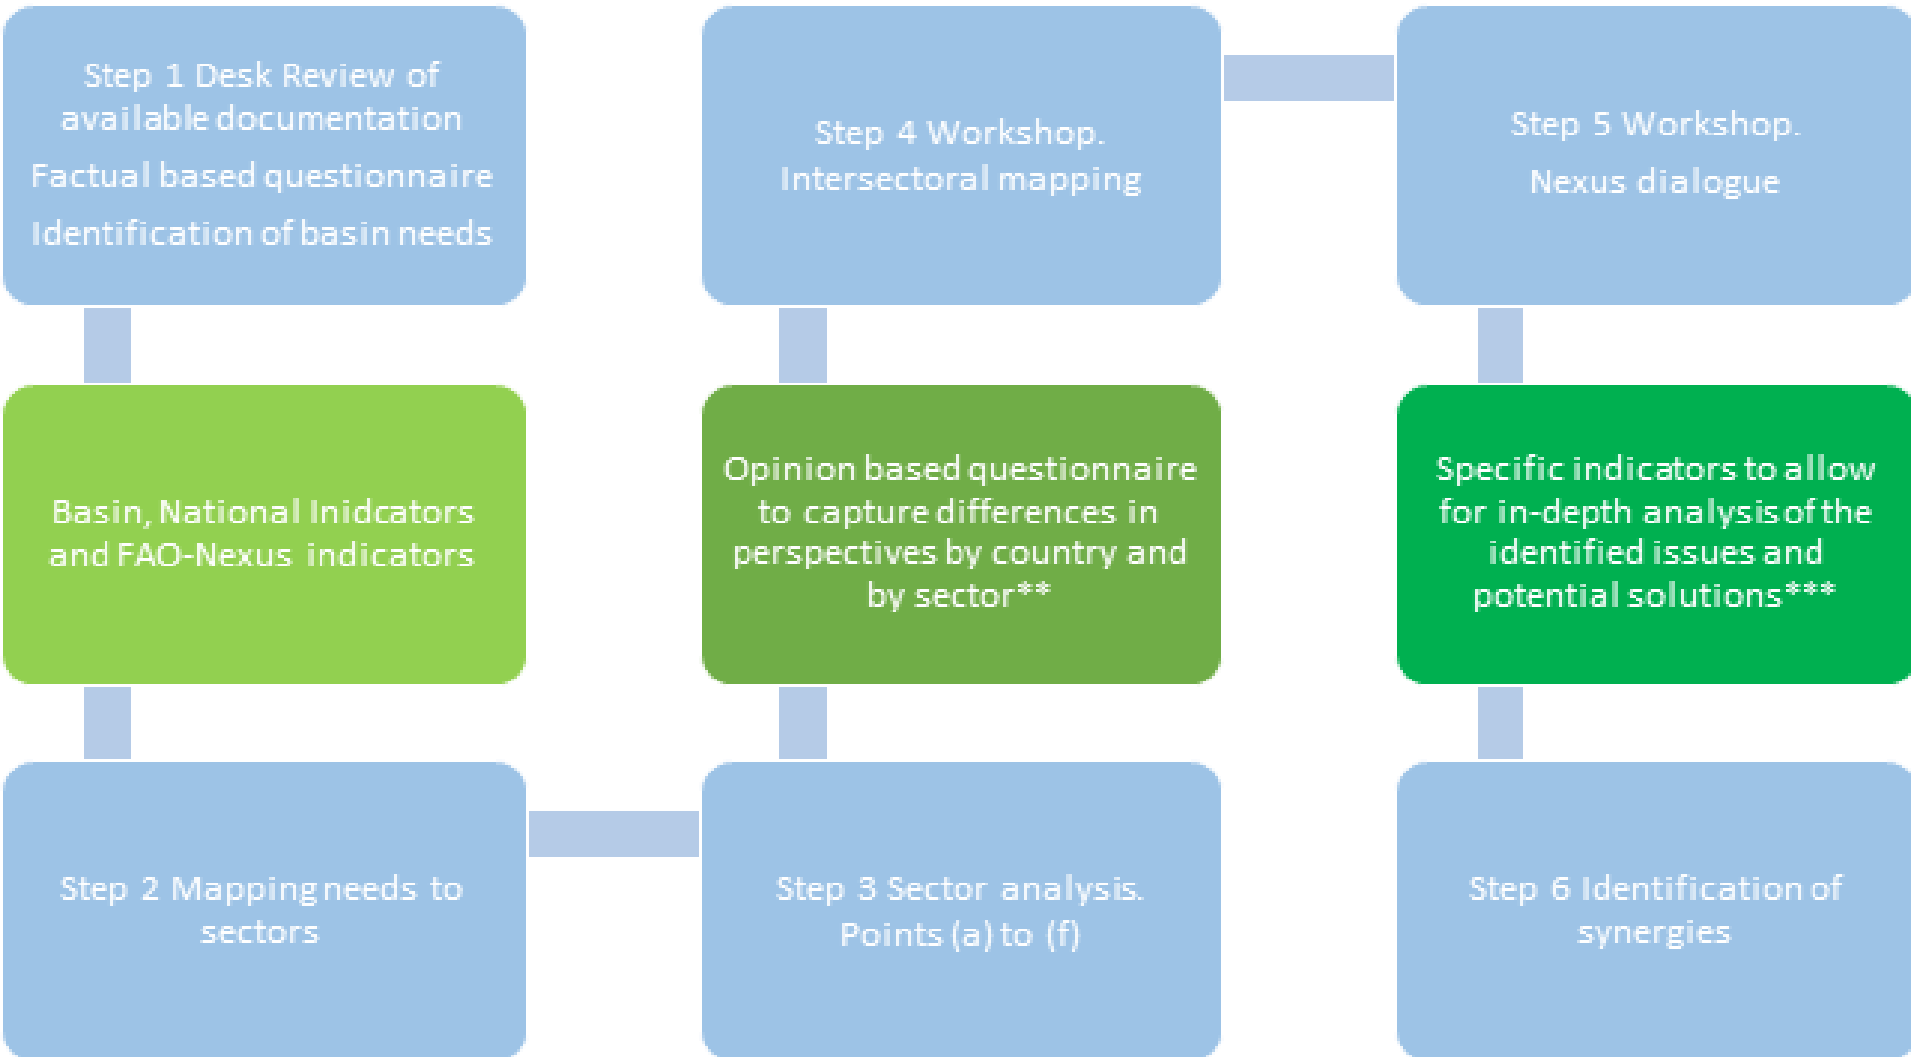 Step 1 Desk Review of
available documentation
Factual based questionnaire
Identification of basin needs
Basin, National Inidcators
and FAO-Nexus indicators
Step 2 Mapping needs to
sectors
Step 3 Sector analysis.
Points (a) to (f)
Opinion based questionnaire
to capture differences in
perspectives by country and
by sector**
Step 4 Workshop.
Intersectoral mapping
Step 5 Workshop.
Nexus dialogue
Specific indicators to allow
for in-depth analysis of the
identified issues and
potential solutions***
Step 6 Identification of
synergies